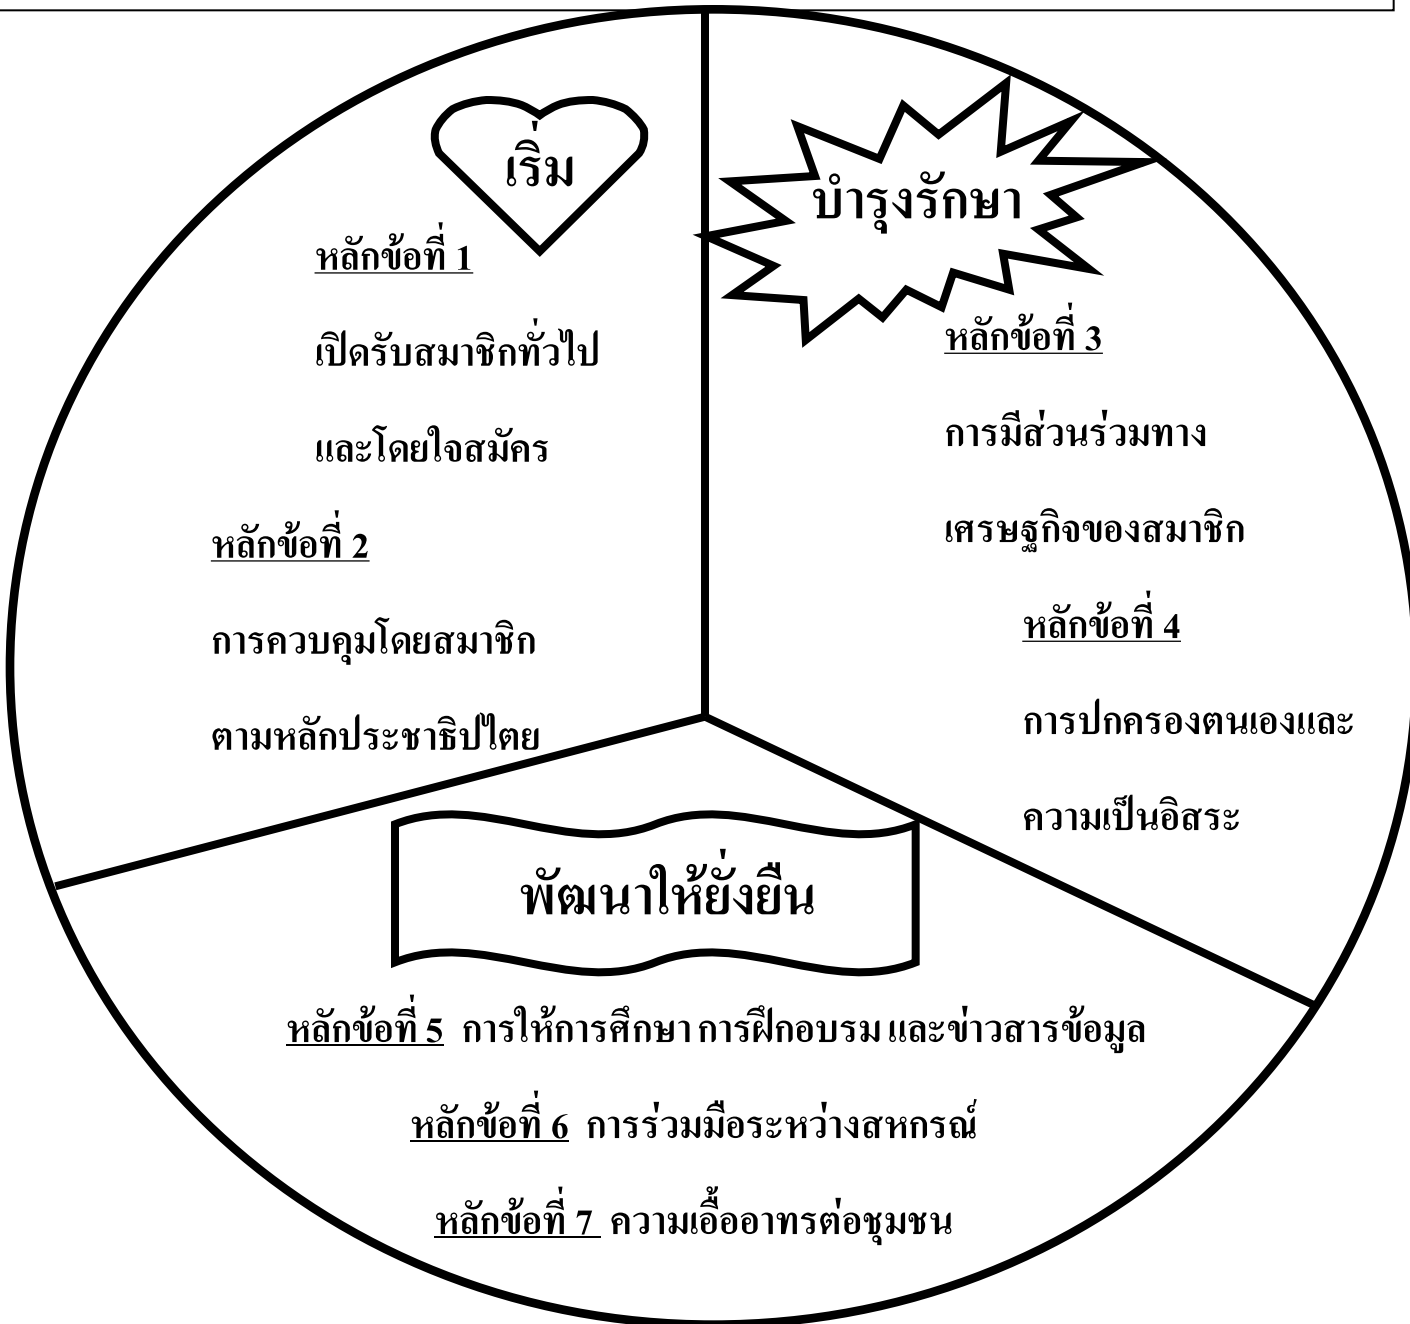 เริ่ม
หลักข้อที่ 1
เปิดรับสมาชิกทั่วไป
และโดยใจสมัคร
หลักข้อที่ 2
การควบคุมโดยสมาชิก
ตามหลักประชาธิปไตย
บำรุงรักษา
หลักข้อที่ 3
การมีส่วนร่วมทาง
เศรษฐกิจของสมาชิก
หลักข้อที่ 4
การปกครองตนเองและ
ความเป็นอิสระ
พัฒนาให้ยั่งยืน
หลักข้อที่ 5 การให้การศึกษา การฝึกอบรม และข่าวสารข้อมูล
หลักข้อที่ 6 การร่วมมือระหว่างสหกรณ์
หลักข้อที่ 7 ความเอื้ออาทรต่อชุมชน